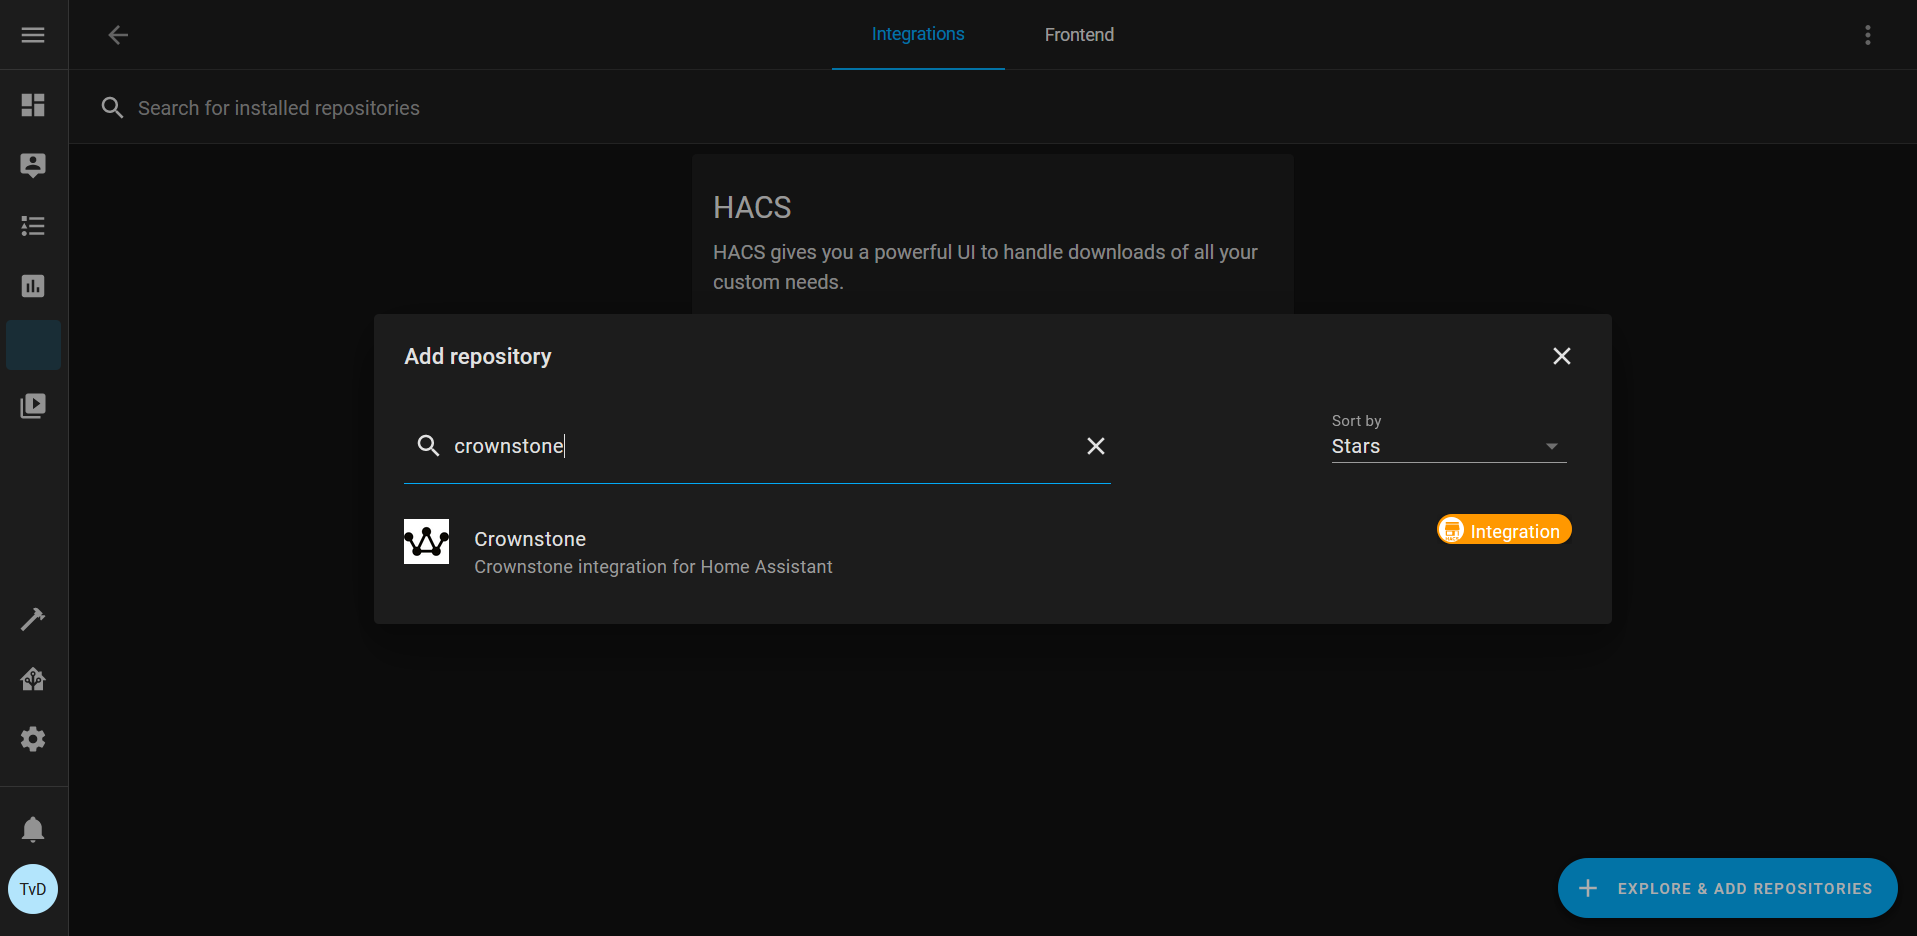 Integrations
Frontend
Search for installed repositories
HACS
HACS gives you a powerful UI to handle downloads of all your
custom needs.
Add repository
crownstone
Sort by
Stars
Crownstone
Crownstone integration for Home Assistant
Integration
TvD
EXPLORE & ADD REPOSITORIES